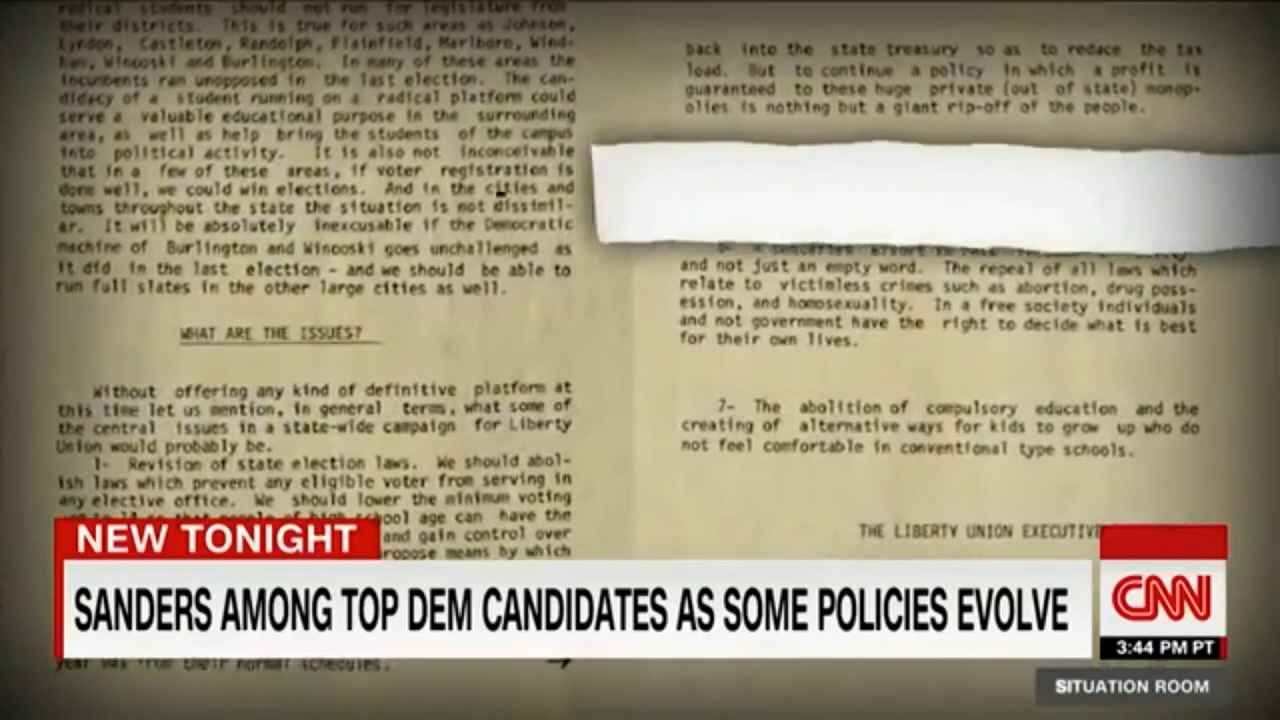 radical students should not run for legislature from
their districts. This is true for such areas as Johnson,
Lyndon, Castleton, Randolph, Plainfield, Marlboro, Wind-
ham, Winooski and Burlington. In many of these areas the
incumbents ran unopposed in the last election. The can-
didacy of a student running on a radical platform could
serve a valuable educational purpose in the surrounding
area, as well as help bring the students of the campus
into political activity. It is also not inconceivable
that in a few of these areas, if voter registration is
done well, we could win elections. And in the cities and
towns throughout the state the situation is not dissimil-
ar. It will be absolutely inexcusable if the Democratic
machine of Burlington and Winooski goes unchallenged as
it did in the last election - and we should be able to
run full slates in the other large cities as well.
WHAT ARE THE ISSUES?
Without offering any kind of definitive platform at
this time let us mention, in general terms, what some of
the central issues in a state-wide campaign for Liberty
Union would probably be.
1- Revision of state election laws. We should abol-
ish laws which prevent any eligible voter from serving in
any elective office. We should lower the minimum voting
people of high school age can have the
and gain control over
propose means by which
year was from their normal schedules.
back into the state treasury so as to reduce the tax
load. But to continue a policy in which a profit is
guaranteed to these huge private (out of state) monop-
olies is nothing but a giant rip-off of the people.
and not just an empty word. The repeal of all laws which
relate to victimless crimes such as abortion, drug poss-
ession, and homosexuality. In a free society individuals
and not government have the right to decide what is best
for their own lives.
7- The abolition of compulsory education and the
creating of alternative ways for kids to grow up who do
not feel comfortable in conventional type schools.
THE LIBERTY UNION EXECUTIVE
NEW TONIGHT
SANDERS AMONG TOP DEM CANDIDATES AS SOME POLICIES EVOLVE
CNN
3:44 PM PT
SITUATION ROOM